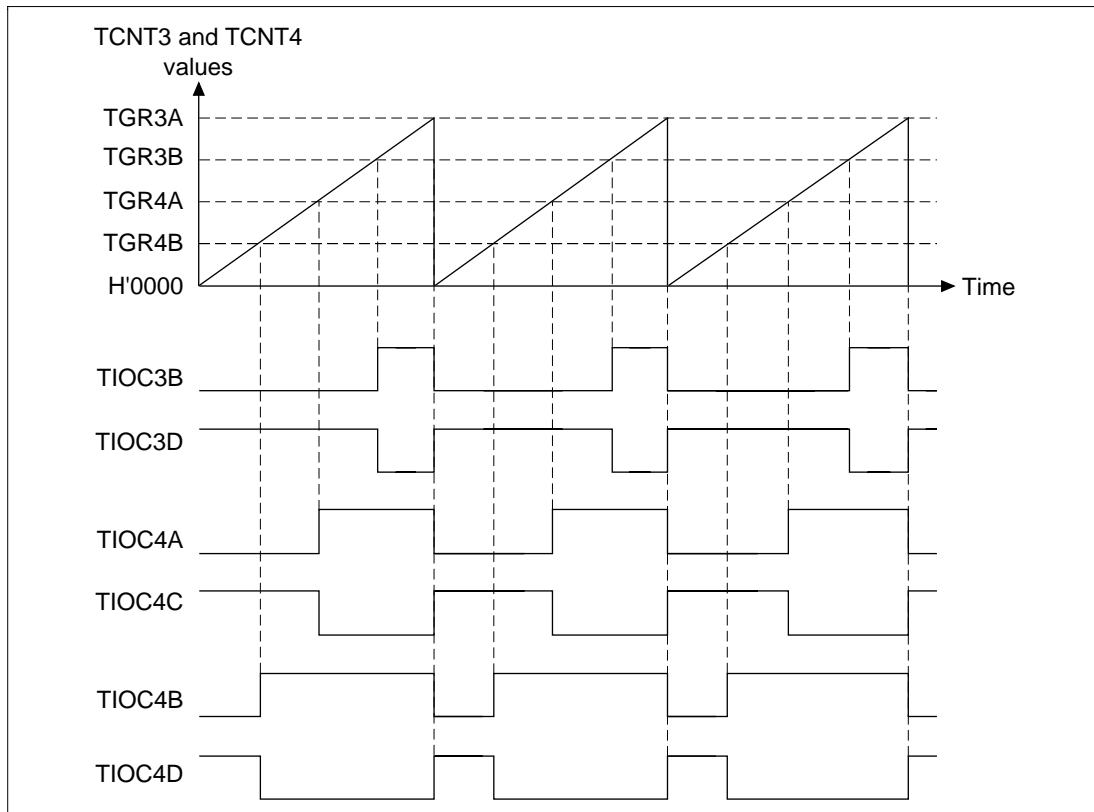 TCNT3 and TCNT4
values
TGR3A
TGR3B
TGR4A
TGR4B
H'0000
Time
TIOC3B
TIOC3D
TIOC4A
TIOC4C
TIOC4B
TIOC4D